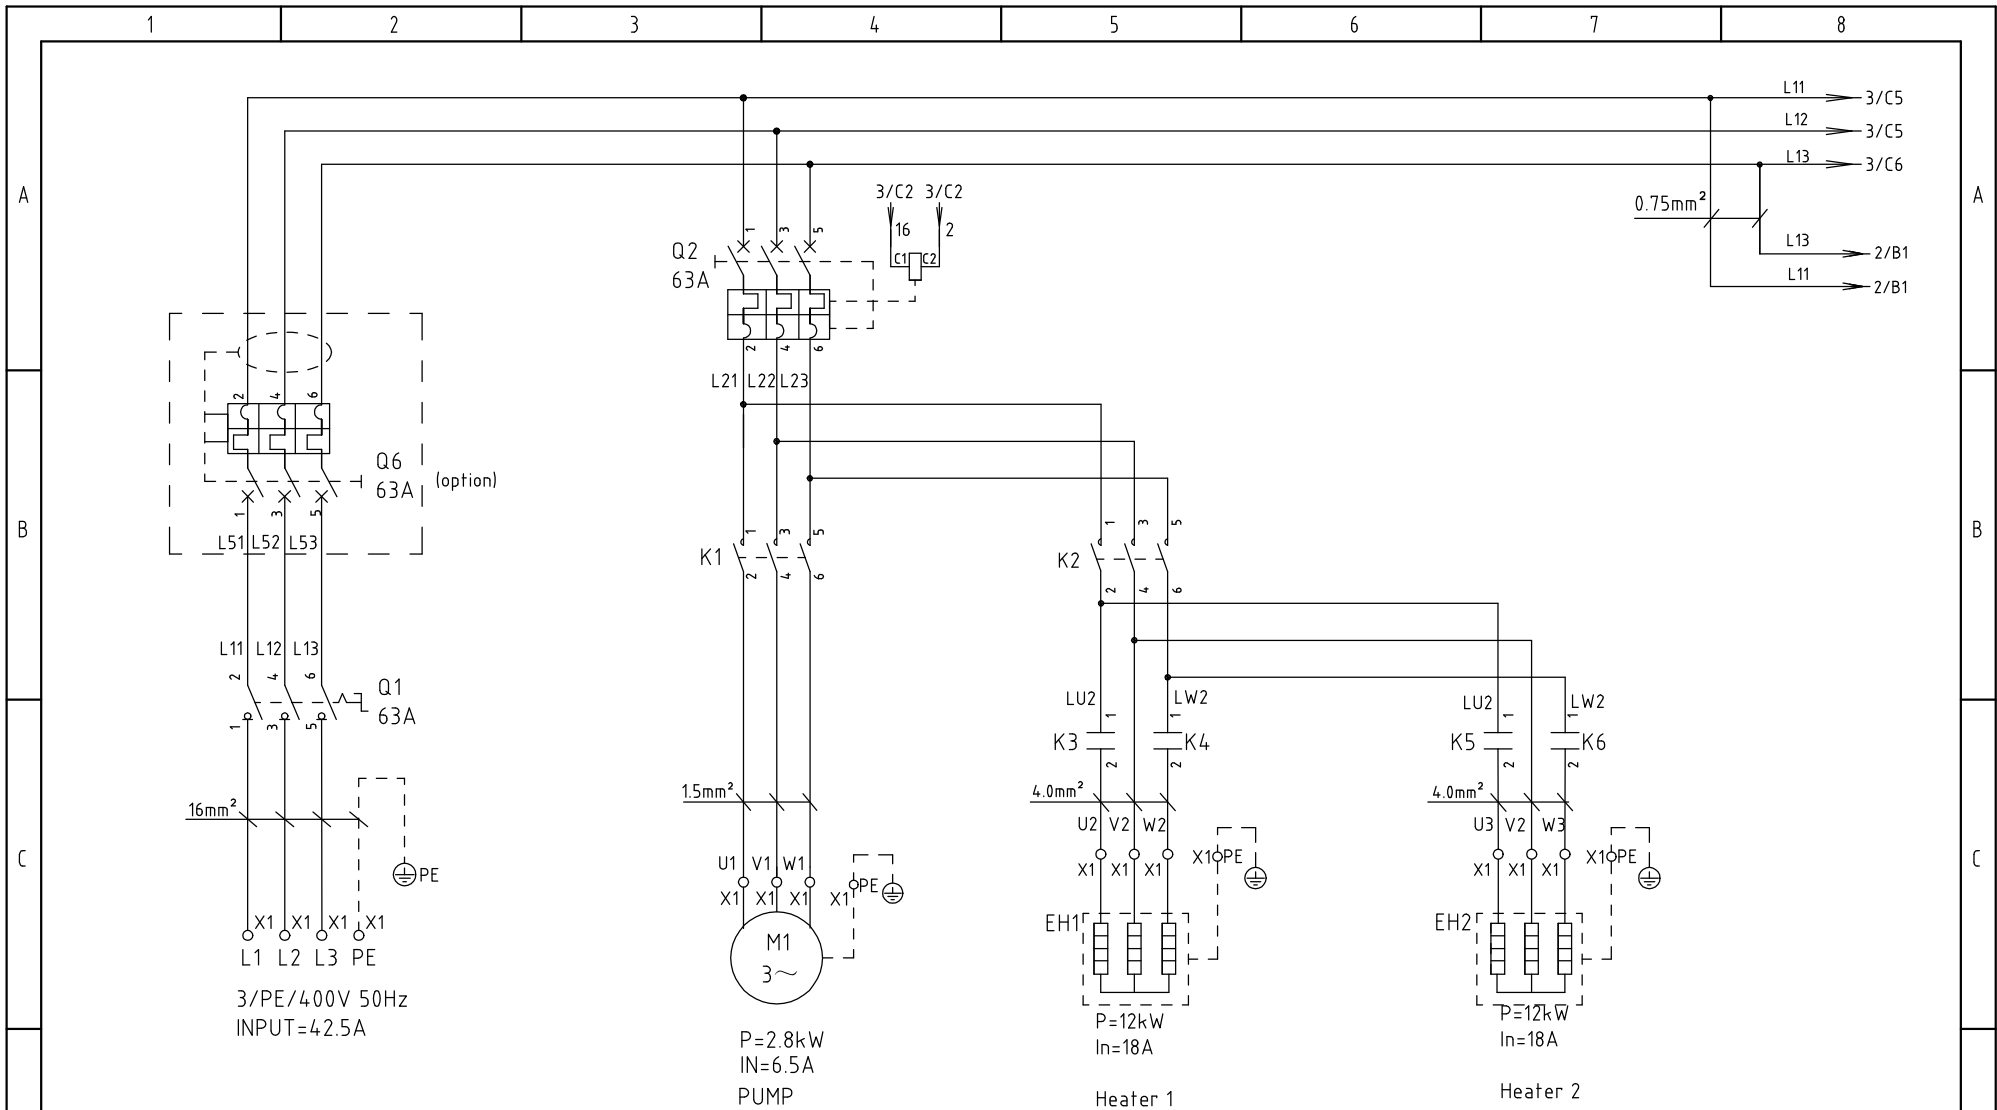 1 2 3 4 5 6 7 8
L11 3/C5
L12 3/C5
L13 3/C6
A A
3/C2 3/C2
0.75mm²
16 2
1 3 5
Q2
63A
C1 C2
L13 2/B1
L11 2/B1
2 4 6
L21 L22 L23
2 4 6
Q6
63A (option)
1 3 5
L51 L52 L53
B B
1 3 5
K1
2 4 6
1 3 5
K2
2 4 6
L11 L12 L13
2 4 6
Q1
63A
1 3 5
LU2 LW2
1 1
K3 K4
2 2
LU2 LW2
1 1
K5 K6
2 2
16mm²
1.5mm²
4.0mm²
4.0mm²
U2 V2 W2
U3 V2 W3
C C
PE
U1 V1 W1
X1 X1 X1 X1 PE
X1 X1 X1 X1 PE
X1 X1 X1 X1 PE
X1 X1 X1 X1
L1 L2 L3 PE
M1
3~
EH1
EH2
3/PE/400V 50Hz
INPUT=42.5A
P=2.8kW
IN=6.5A
PUMP
P=12kW
In=18A
Heater 1
P=12kW
In=18A
Heater 2